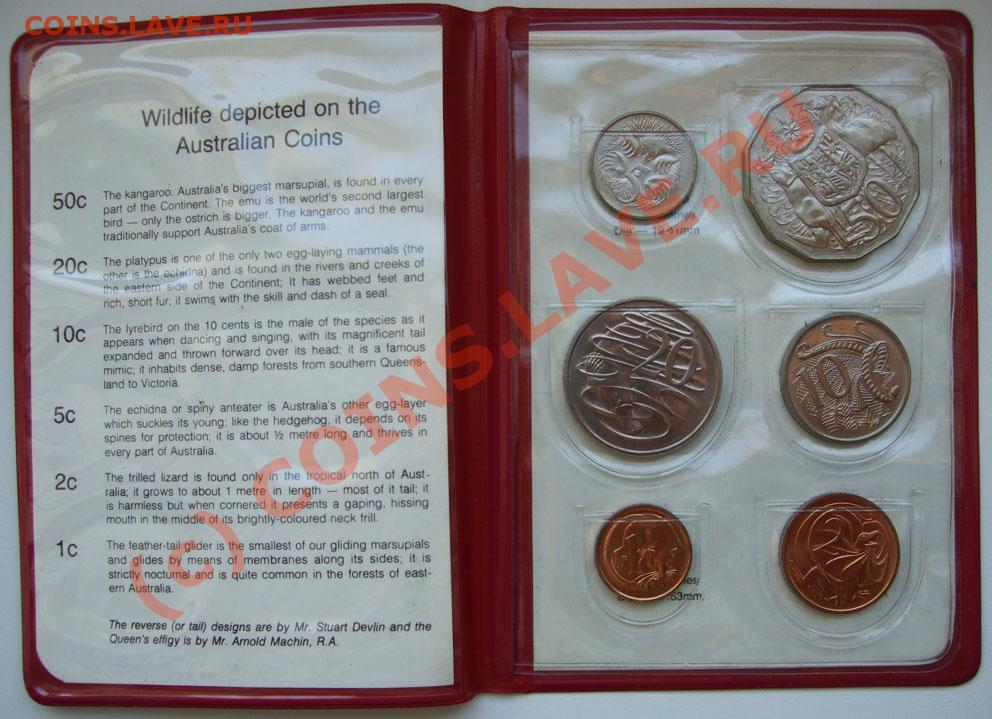 COINS.LAVE.RU
Wildlife depicted on the
Australian Coins
50c
The kangaroo. Australia's biggest marsupial, is found in every
part of the Continent. The emu is the world's second largest
bird — only the ostrich is bigger. The kangaroo and the emu
traditionally support Australia's coat of arms.
20c
The platypus is one of the only two egg-laying mammals (the
other is the echidna) and is found in the rivers and creeks of
the eastern side of the Continent; It has webbed feet and
rich, short fur; it swims with the skill and dash of a seal.
10c
The lyrebird on the 10 cents is the male of the species as it
appears when dancing and singing, with its magnificent tail
expanded and thrown forward over its head; it is a famous
mimic; it inhabits dense, damp forests from southern Queens-
land to Victoria.
5c
The echidna or spiny anteater is Australia's other egg-layer
which suckles its young; like the hedgehog, it depends on its
spines for protection; it is about ½ metre long and thrives in
every part of Australia.
2c
The frilled lizard is found only in the tropical north of Aust-
ralia; it grows to about 1 metre in length — most of it tail; it
is harmless but when cornered it presents a gaping, hissing
mouth in the middle of its brightly-coloured neck frill.
1c
The feather-tail glider is the smallest of our gliding marsupials
and glides by means of membranes along its sides; it is
strictly nocturnal and is quite common in the forests of east-
ern Australia.
The reverse (or tail) designs are by Mr. Stuart Devlin and the
Queen's effigy is by Mr. Arnold Machin, R.A.
(c) COINS.LAVE.RU
5
50
20
10
1
2